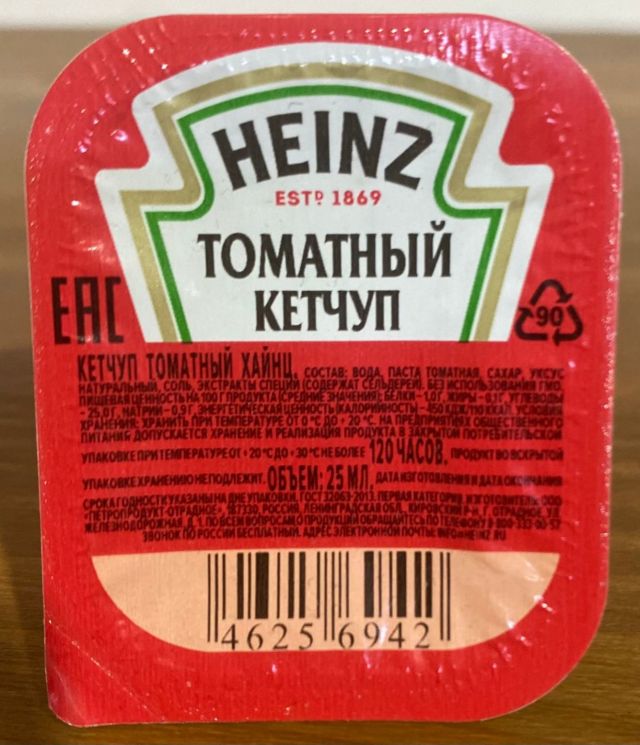 HEINZ
ESTD 1869
ТОМАТНЫЙ
КЕТЧУП
EAC
90
КЕТЧУП ТОМАТНЫЙ ХАЙНЦ. СОСТАВ: ВОДА, ПАСТА ТОМАТНАЯ, САХАР, УКСУС
НАТУРАЛЬНЫЙ, СОЛЬ, ЭКСТРАКТЫ СПЕЦИЙ (СОДЕРЖАТ СЕЛЬДЕРЕЙ). БЕЗ ИСПОЛЬЗОВАНИЯ ГМО.
ПИЩЕВАЯ ЦЕННОСТЬ НА 100 Г ПРОДУКТА (СРЕДНИЕ ЗНАЧЕНИЯ): БЕЛКИ - 1,0 Г, ЖИРЫ - 0,1 Г, УГЛЕВОДЫ
- 25,0 Г, НАТРИЙ - 0,9 Г. ЭНЕРГЕТИЧЕСКАЯ ЦЕННОСТЬ (КАЛОРИЙНОСТЬ) - 450 КДЖ/110 ККАЛ. УСЛОВИЯ
ХРАНЕНИЯ: ХРАНИТЬ ПРИ ТЕМПЕРАТУРЕ ОТ 0 °С ДО + 20 °С. НА ПРЕДПРИЯТИЯХ ОБЩЕСТВЕННОГО
ПИТАНИЯ ДОПУСКАЕТСЯ ХРАНЕНИЕ И РЕАЛИЗАЦИЯ ПРОДУКТА В ЗАКРЫТОЙ ПОТРЕБИТЕЛЬСКОЙ
УПАКОВКЕ ПРИ ТЕМПЕРАТУРЕ ОТ + 20 °С ДО + 30 °С НЕ БОЛЕЕ 120 ЧАСОВ. ПРОДУКТ ВО ВСКРЫТОЙ
УПАКОВКЕ ХРАНЕНИЮ НЕ ПОДЛЕЖИТ. ОБЪЕМ: 25 МЛ. ДАТА ИЗГОТОВЛЕНИЯ И ДАТА ОКОНЧАНИЯ
СРОКА ГОДНОСТИ УКАЗАНЫ НА ДНЕ УПАКОВКИ. ГОСТ 32063-2013. ПЕРВАЯ КАТЕГОРИЯ. ИЗГОТОВИТЕЛЬ: ООО
«ПЕТРОПРОДУКТ-ОТРАДНОЕ», 187330, РОССИЯ, ЛЕНИНГРАДСКАЯ ОБЛ., КИРОВСКИЙ Р-Н, Г. ОТРАДНОЕ, УЛ.
ЖЕЛЕЗНОДОРОЖНАЯ, Д. 1. ПО ВСЕМ ВОПРОСАМ О ПРОДУКЦИИ ОБРАЩАЙТЕСЬ ПО ТЕЛЕФОНУ 8-800-333-00-57
ЗВОНОК ПО РОССИИ БЕСПЛАТНЫЙ. АДРЕС ЭЛЕКТРОННОЙ ПОЧТЫ: INFO@HEINZ.RU
4625 6942